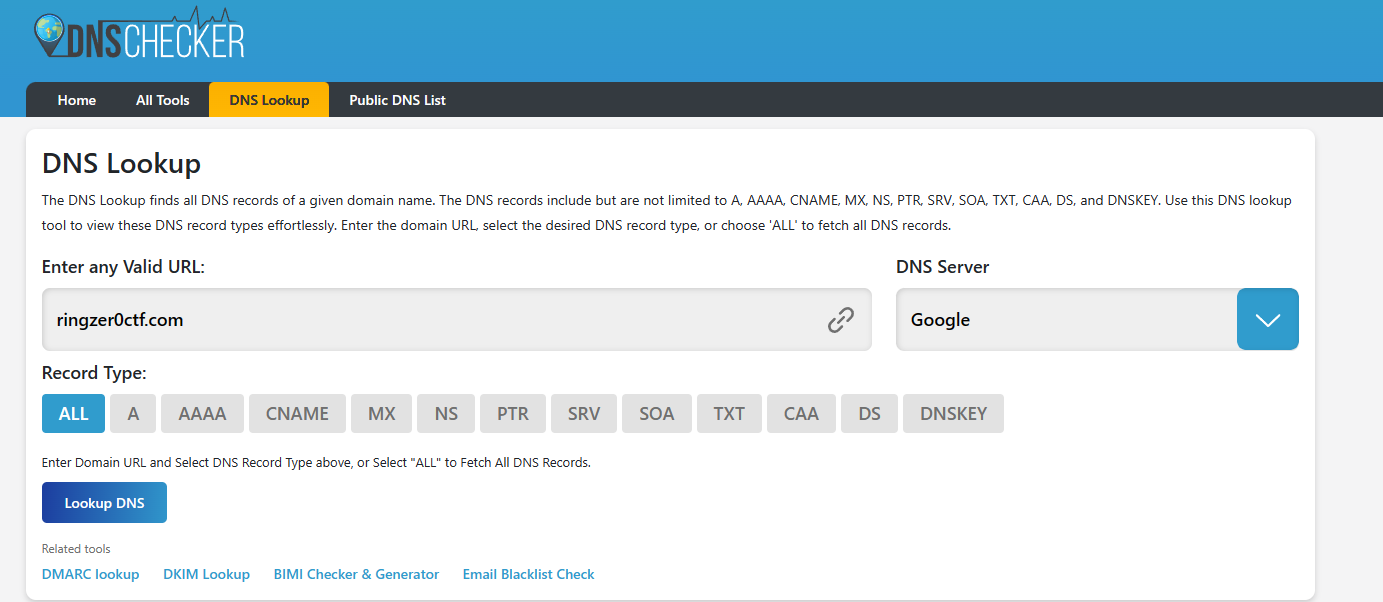 DNSCHECKER
Home All Tools DNS Lookup Public DNS List
DNS Lookup
The DNS Lookup finds all DNS records of a given domain name. The DNS records include but are not limited to A, AAAA, CNAME, MX, NS, PTR, SRV, SOA, TXT, CAA, DS, and DNSKEY. Use this DNS lookup
tool to view these DNS record types effortlessly. Enter the domain URL, select the desired DNS record type, or choose 'ALL' to fetch all DNS records.
Enter any Valid URL: DNS Server
ringzer0ctf.com Google
Record Type:
ALL A AAAA CNAME MX NS PTR SRV SOA TXT CAA DS DNSKEY
Enter Domain URL and Select DNS Record Type above, or Select "ALL" to Fetch All DNS Records.
Lookup DNS
Related tools
DMARC lookup DKIM Lookup BIMI Checker & Generator Email Blacklist Check